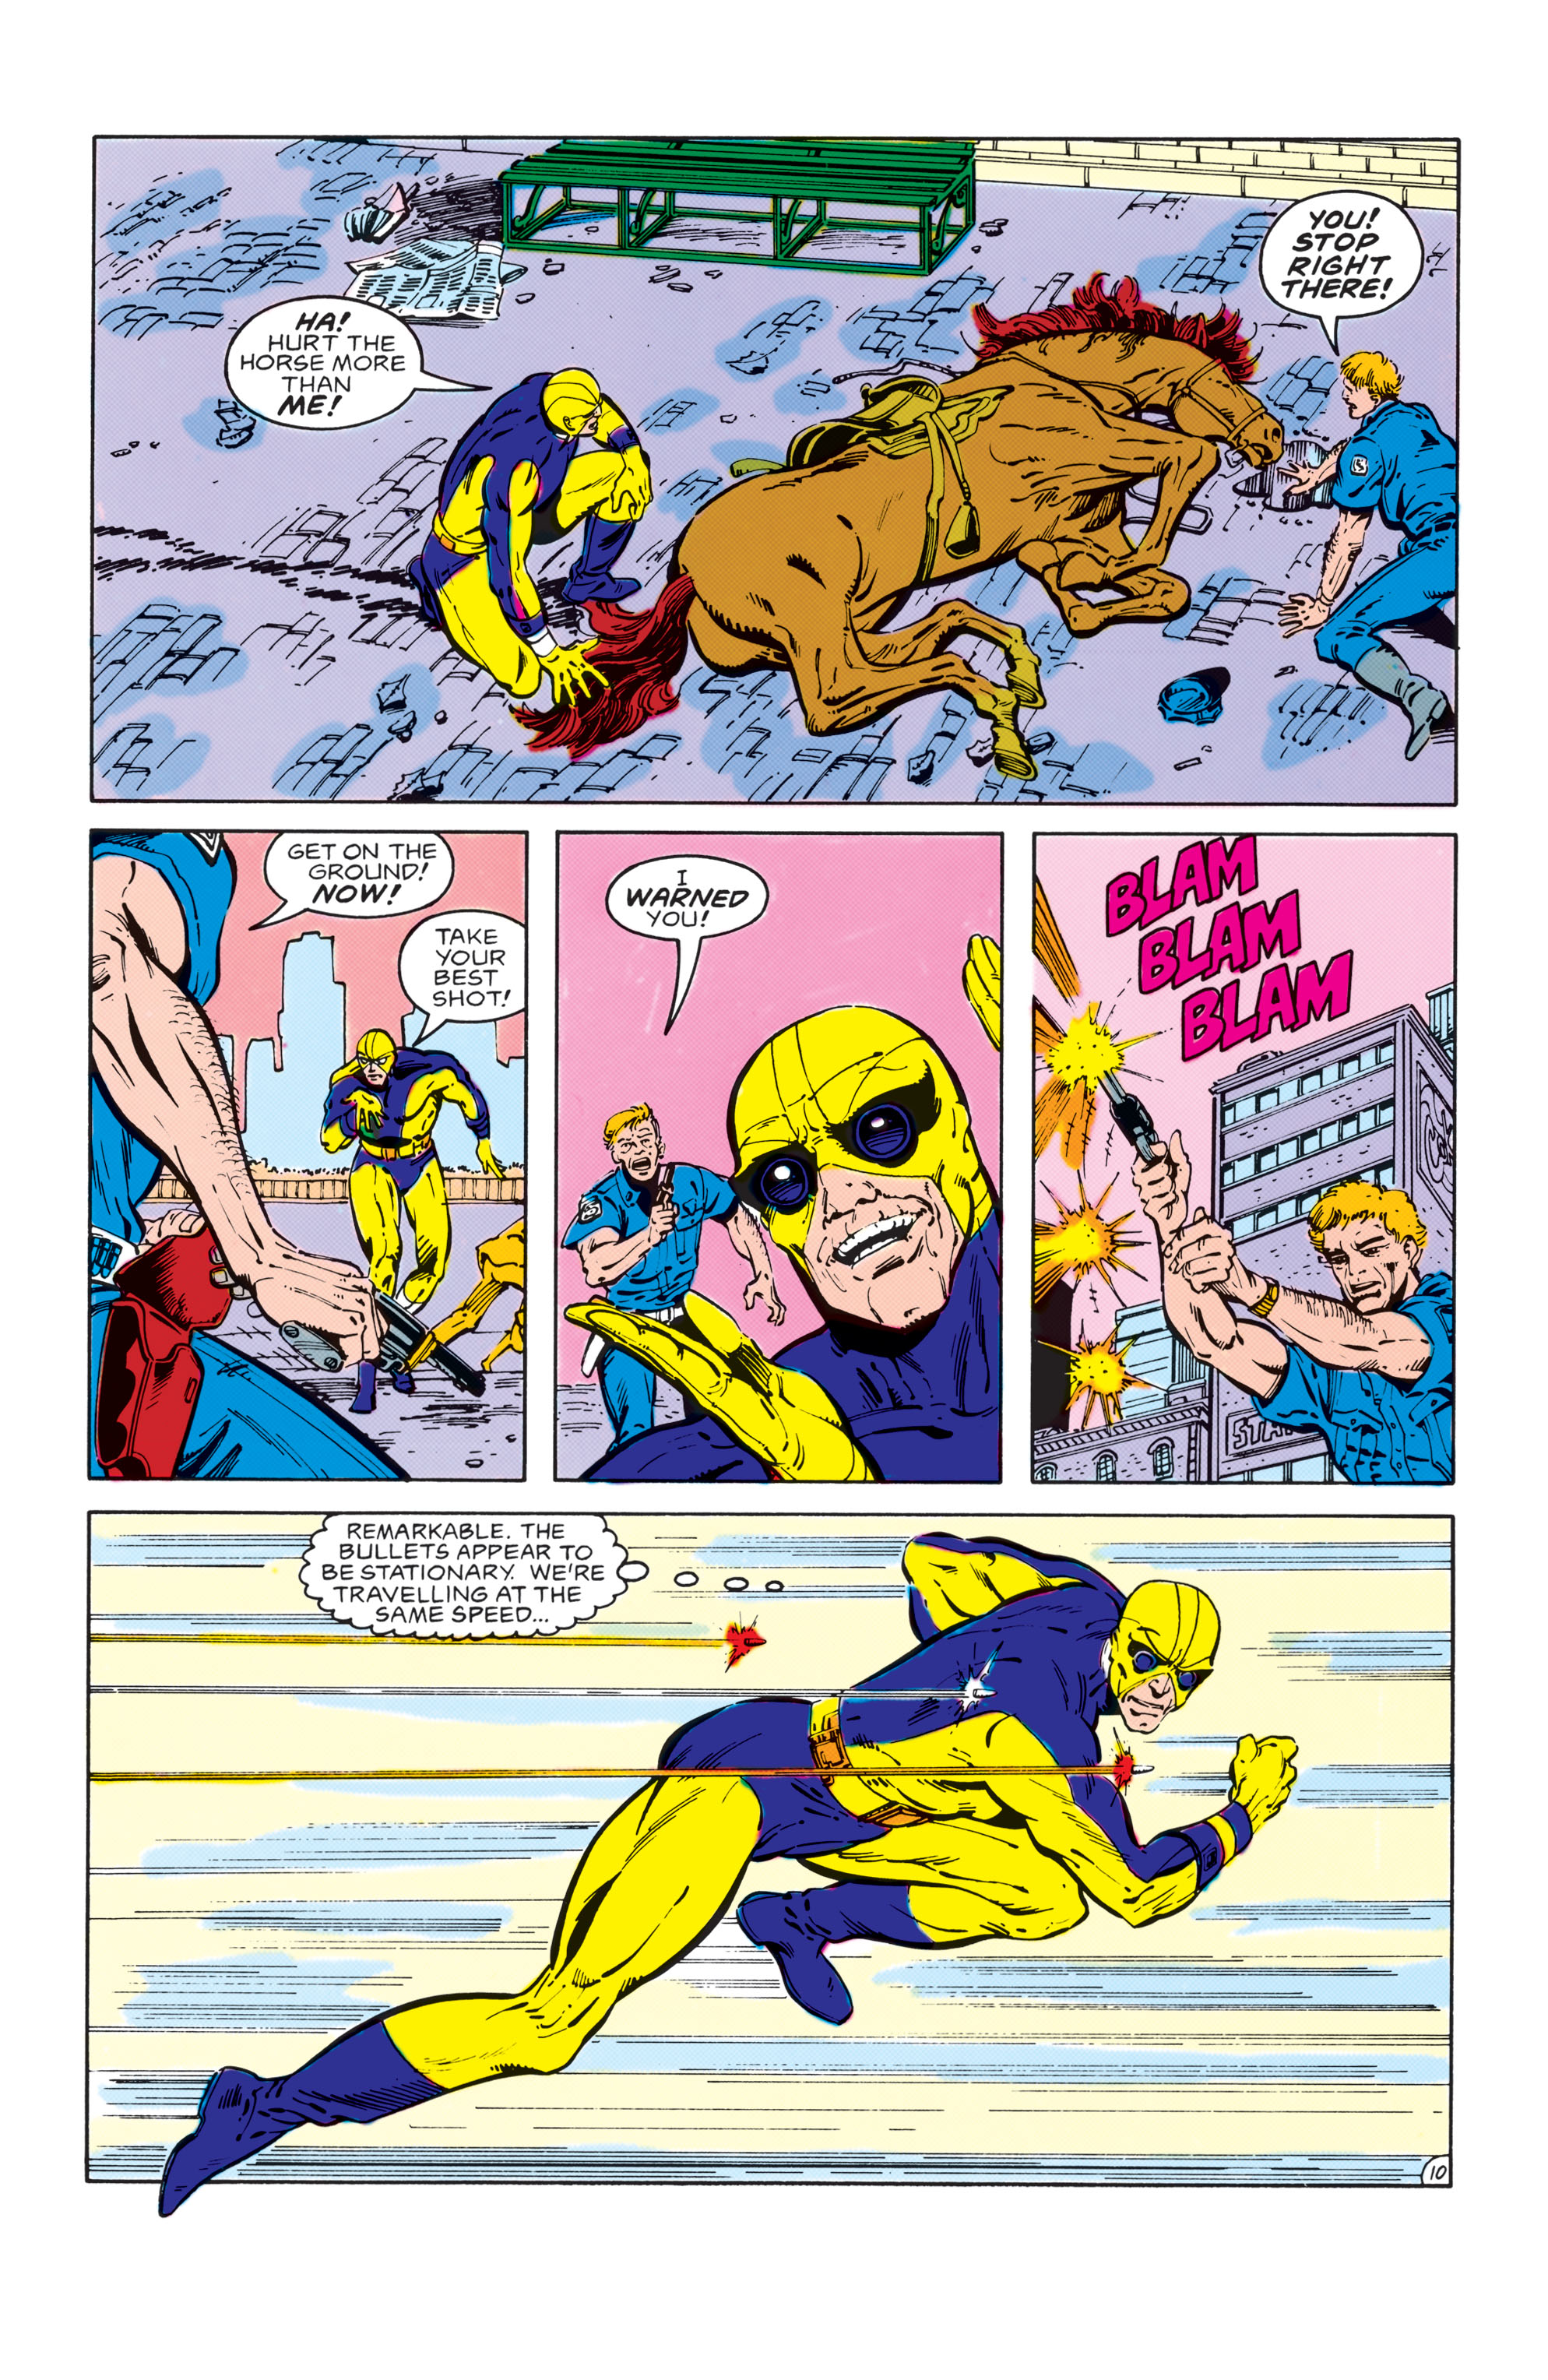 HA!
HURT THE
HORSE MORE
THAN
ME!
YOU!
STOP
RIGHT
THERE!
GET ON THE
GROUND!
NOW!
TAKE
YOUR
BEST
SHOT!
I
WARNED
YOU!
BLAM
BLAM
BLAM
STA
REMARKABLE. THE
BULLETS APPEAR TO
BE STATIONARY. WE'RE
TRAVELLING AT THE
SAME SPEED...
10